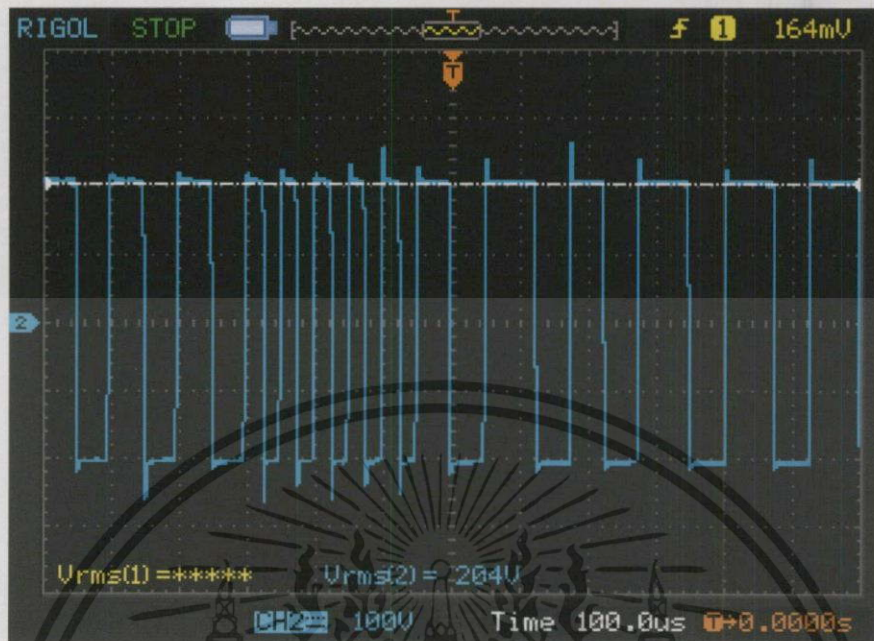 RIGOL STOP 1 164mV
T
T
2
Vrms(1)=***** Vrms(2)= 204V
CH2 100V Time 100.0us T→0.0000s